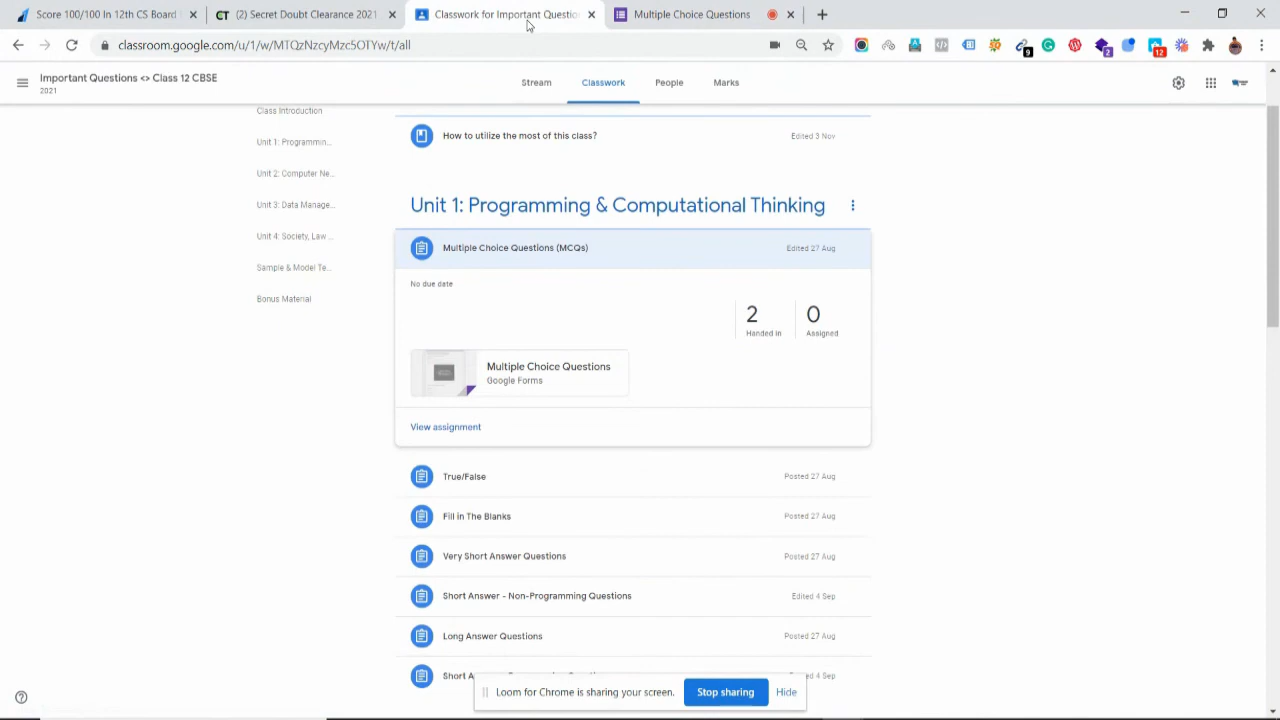 Score 100/100 in 12th CS Board
(2) Secret Doubt Clearance 2021
Classwork for Important Questio
Multiple Choice Questions
classroom.google.com/u/1/w/MTQzNzcyMzc5OTYw/t/all
9
2
12
Important Questions <> Class 12 CBSE
2021
Stream
Classwork
People
Marks
Class Introduction
Unit 1: Programmin...
Unit 2: Computer Ne...
Unit 3: Data Manage...
Unit 4: Society, Law ...
Sample & Model Te...
Bonus Material
How to utilize the most of this class?
Edited 3 Nov
Unit 1: Programming & Computational Thinking
Multiple Choice Questions (MCQs)
Edited 27 Aug
No due date
2
Handed in
0
Assigned
Multiple Choice Questions
Google Forms
View assignment
True/False
Posted 27 Aug
Fill in The Blanks
Posted 27 Aug
Very Short Answer Questions
Posted 27 Aug
Short Answer - Non-Programming Questions
Edited 4 Sep
Long Answer Questions
Posted 27 Aug
Short A
ed 4 Sep
Loom for Chrome is sharing your screen.
Stop sharing
Hide